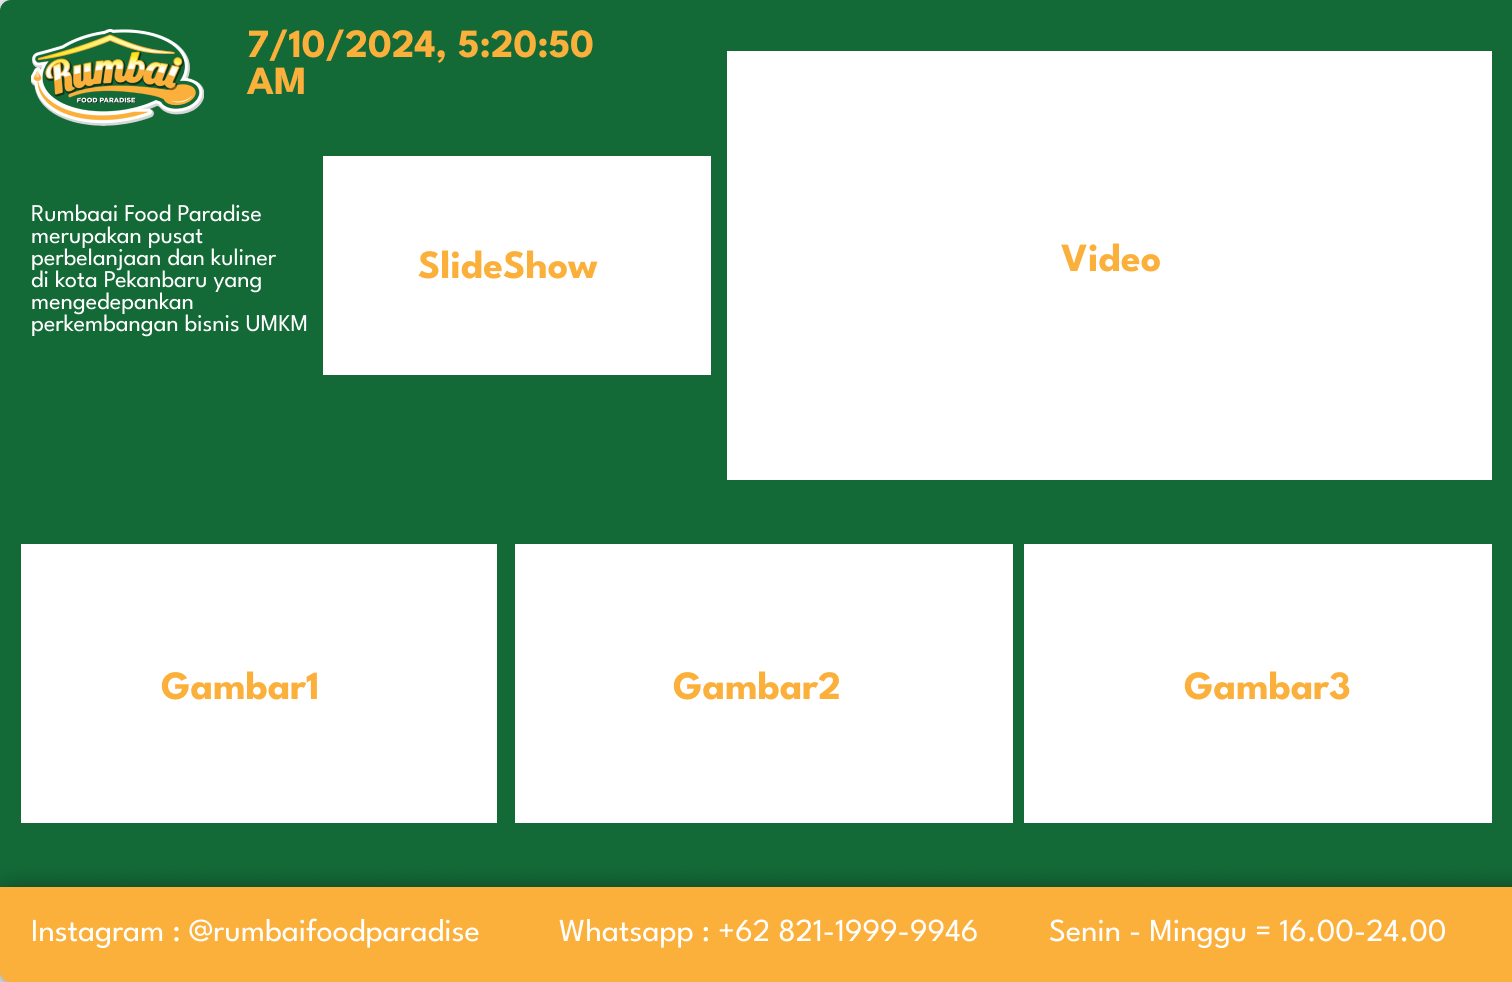 Rumbai
FOOD PARADISE
7/10/2024, 5:20:50
AM
Rumbaai Food Paradise
merupakan pusat
perbelanjaan dan kuliner
di kota Pekanbaru yang
mengedepankan
perkembangan bisnis UMKM
SlideShow
Video
Gambar1
Gambar2
Gambar3
Instagram : @rumbaifoodparadise
Whatsapp : +62 821-1999-9946
Senin - Minggu = 16.00-24.00